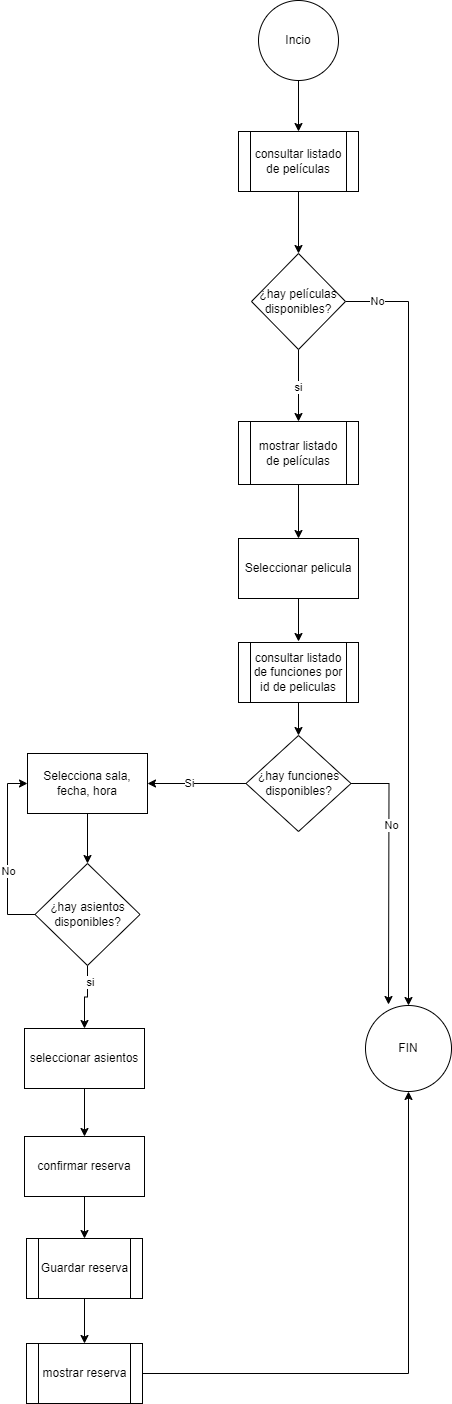 Incio
consultar listado
de películas
¿hay películas
disponibles?
No
si
mostrar listado
de películas
Seleccionar pelicula
consultar listado
de funciones por
id de peliculas
¿hay funciones
disponibles?
Si
No
Selecciona sala,
fecha, hora
No
¿hay asientos
disponibles?
si
seleccionar asientos
FIN
confirmar reserva
Guardar reserva
mostrar reserva